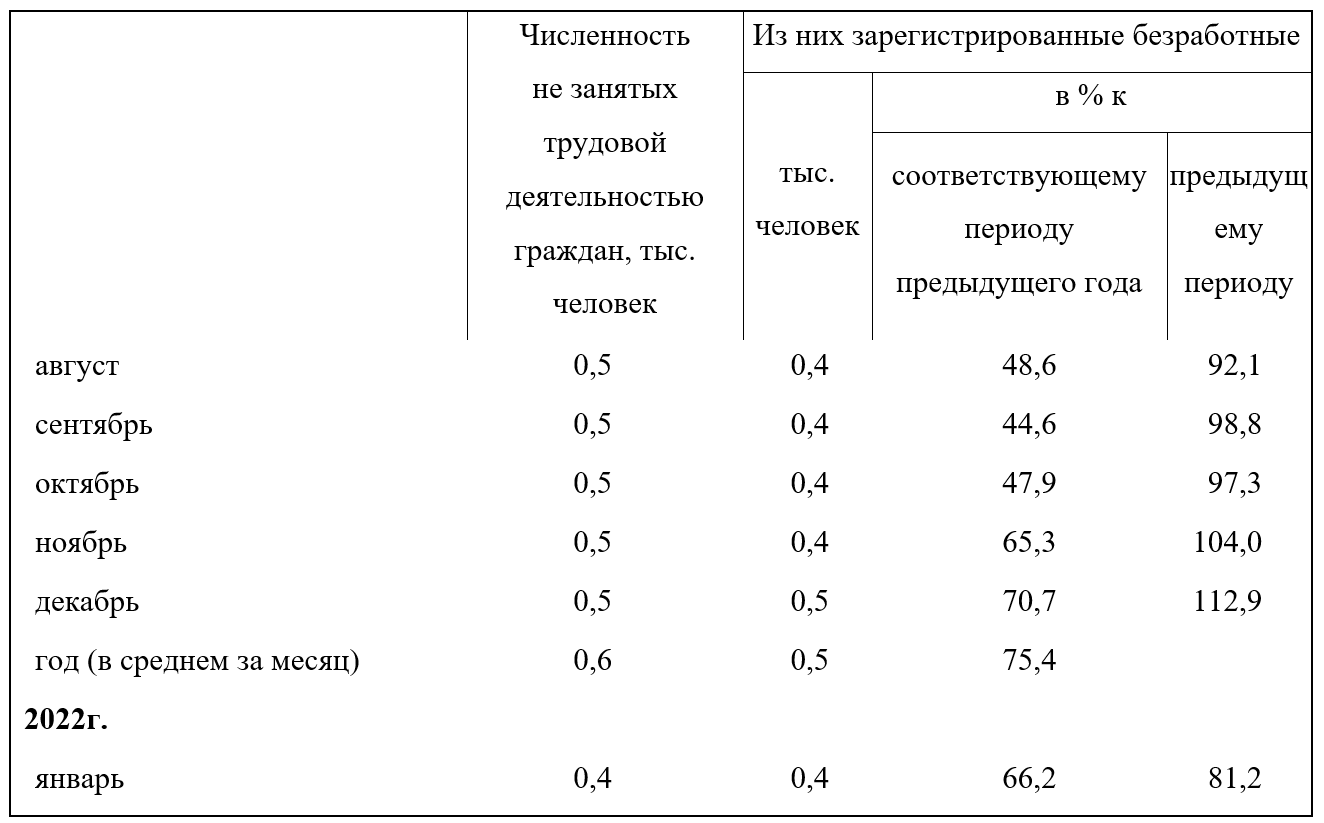 Численность
не занятых
трудовой
деятельностью
граждан, тыс.
человек
Из них зарегистрированные безработные
тыс.
человек
в % к
соответствующему
периоду
предыдущего года
предыдущ
ему
периоду
август 0,5 0,4 48,6 92,1
сентябрь 0,5 0,4 44,6 98,8
октябрь 0,5 0,4 47,9 97,3
ноябрь 0,5 0,4 65,3 104,0
декабрь 0,5 0,5 70,7 112,9
год (в среднем за месяц) 0,6 0,5 75,4
2022г.
январь 0,4 0,4 66,2 81,2